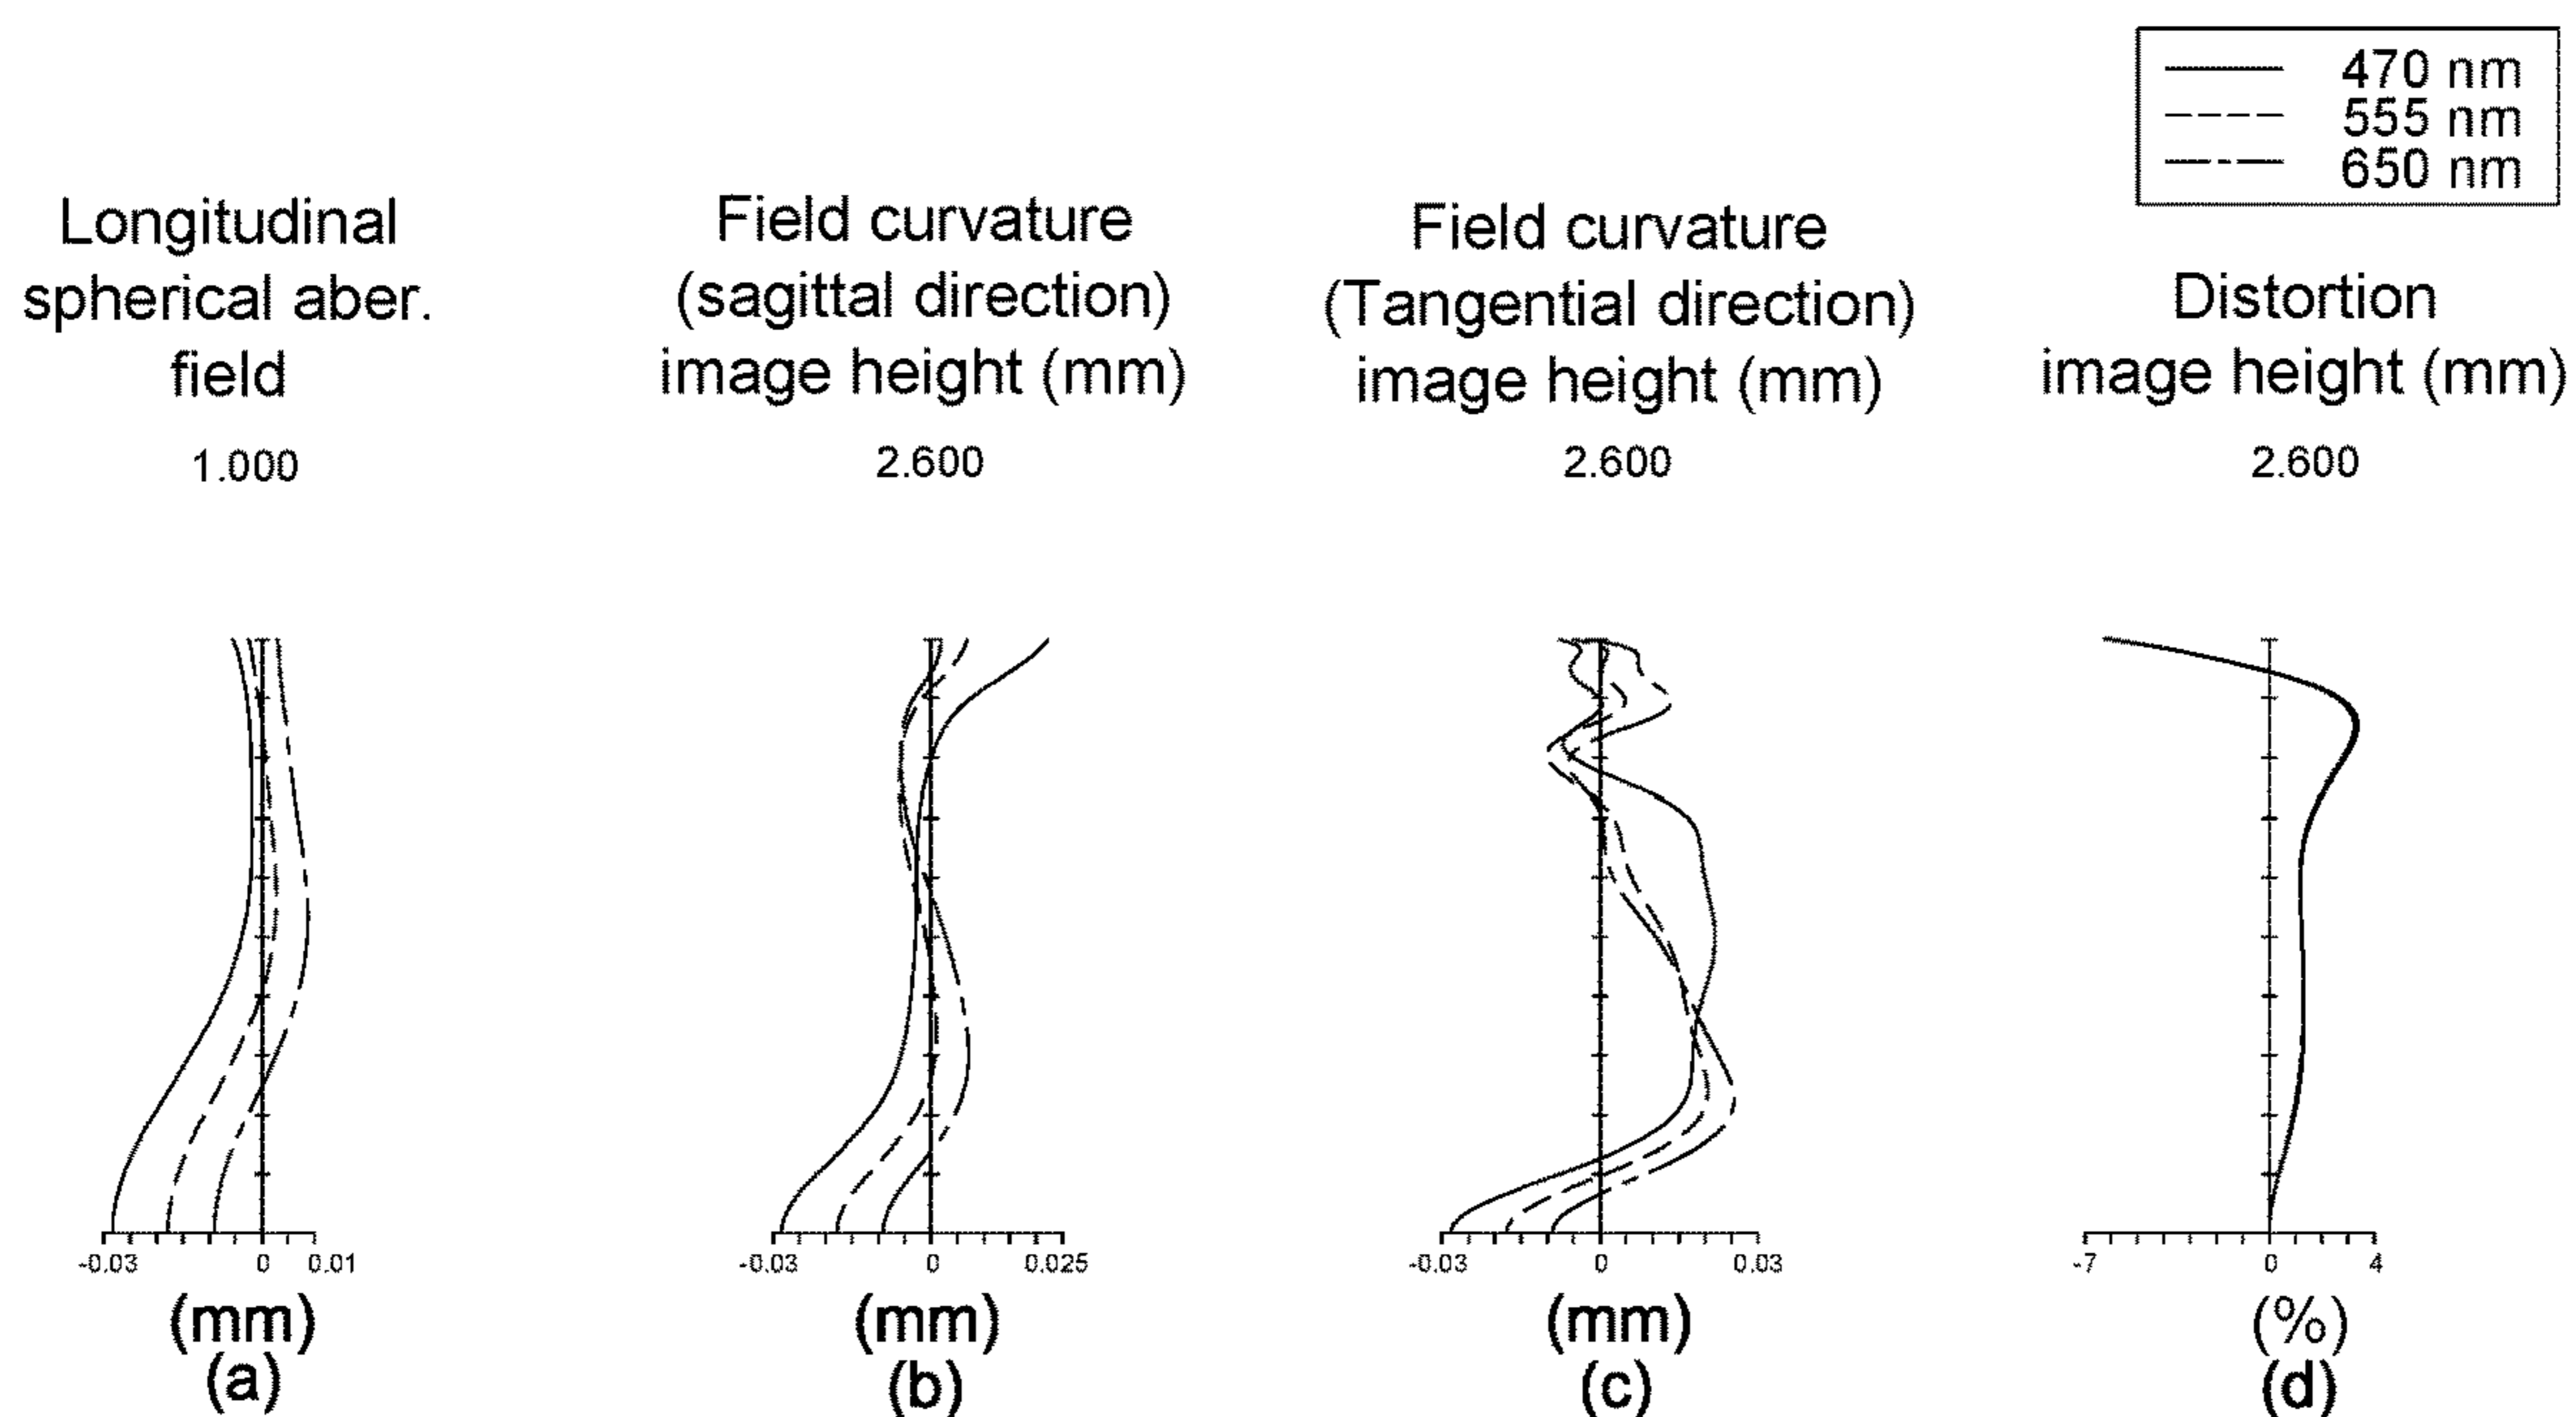 470 nm
555 nm
650 nm
Longitudinal
spherical aber.
field
1.000
Field curvature
(sagittal direction)
image height (mm)
2.600
Field curvature
(Tangential direction)
image height (mm)
2.600
Distortion
image height (mm)
2.600
-0.03 0 0.01
(mm)
(a)
-0.03 0 0.025
(mm)
(b)
-0.03 0 0.03
(mm)
(c)
-7 0 4
(%)
(d)